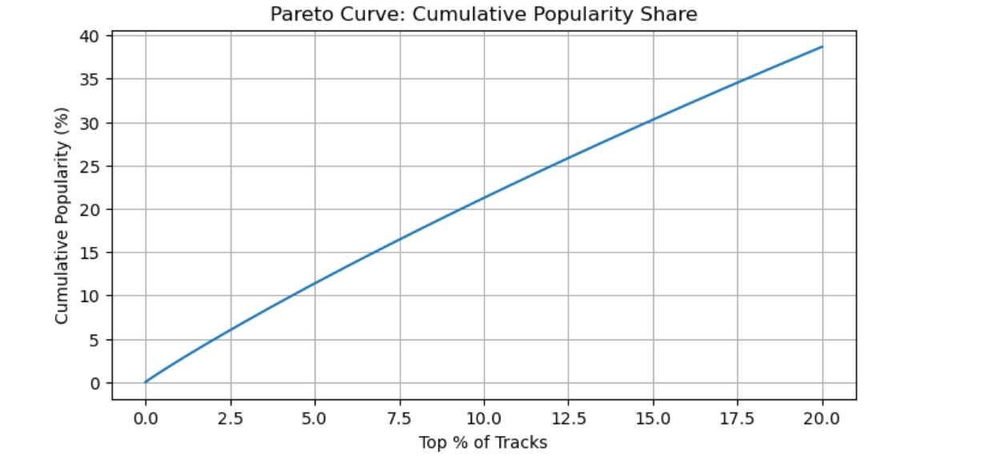 Pareto Curve: Cumulative Popularity Share
Cumulative Popularity (%)
40
35
30
25
20
15
10
5
0
0.0 2.5 5.0 7.5 10.0 12.5 15.0 17.5 20.0
Top % of Tracks